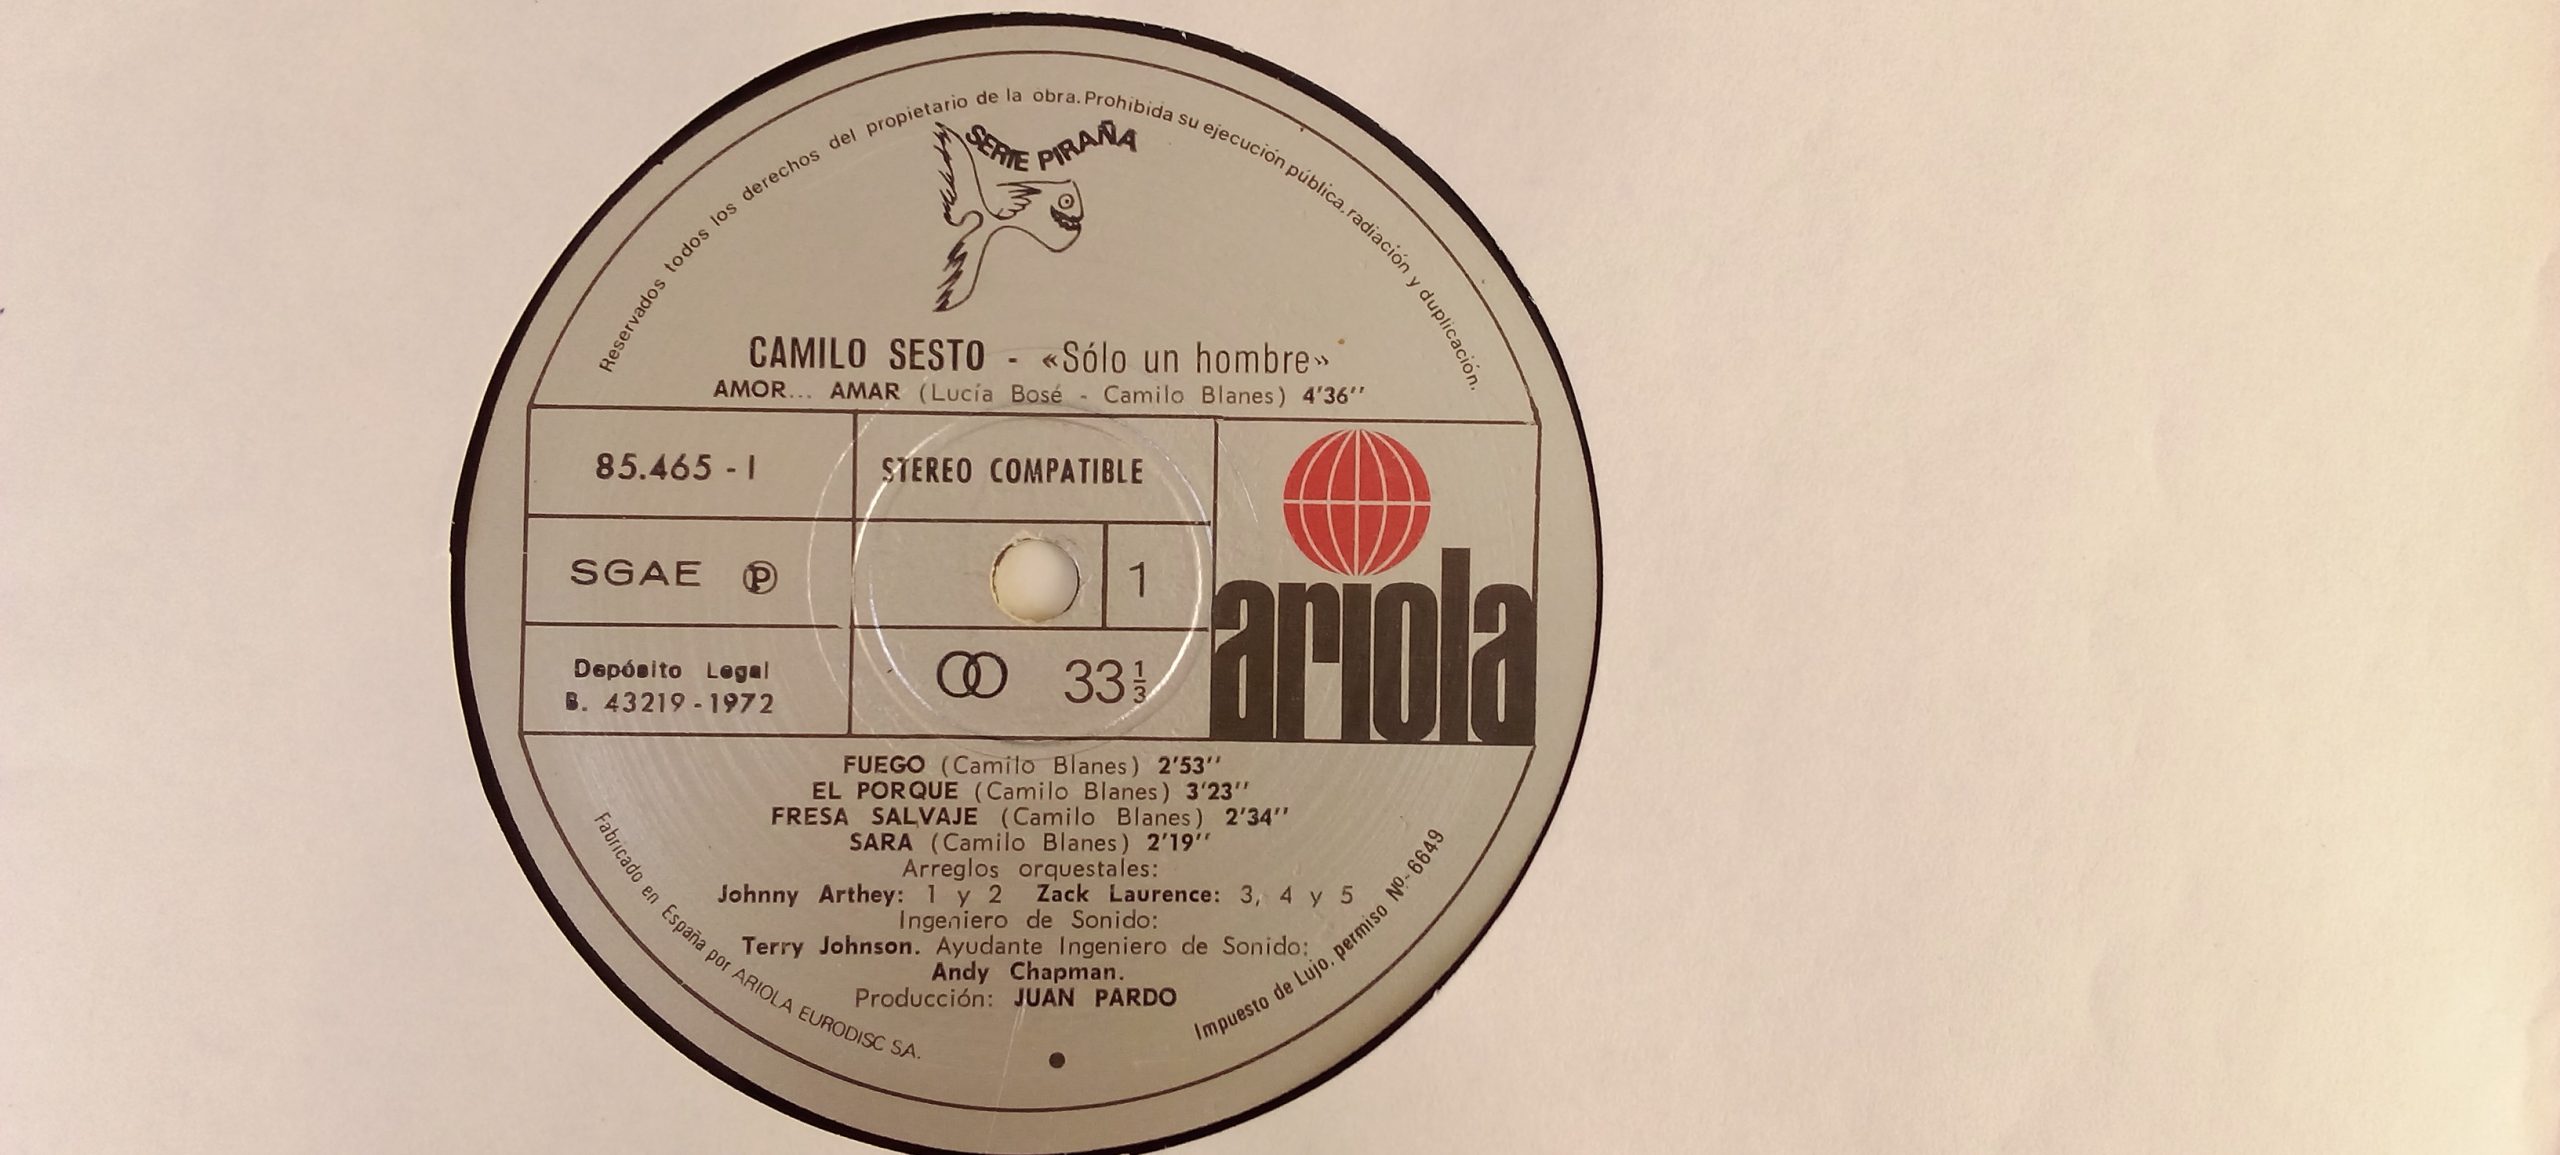 Reservados todos los derechos del propietario de la obra. Prohibida su ejecución pública, radiación y duplicación.
SERIE PIRAÑA
CAMILO SESTO - «Sólo un hombre»
AMOR... AMAR (Lucía Bosé - Camilo Blanes) 4'36''
85.465 - I
STEREO COMPATIBLE
SGAE Ⓟ
1
ariola
Depósito Legal
B. 43219 - 1972
33 1/3
FUEGO (Camilo Blanes) 2'53''
EL PORQUE (Camilo Blanes) 3'23''
FRESA SALVAJE (Camilo Blanes) 2'34''
SARA (Camilo Blanes) 2'19''
Arreglos orquestales:
Johnny Arthey: 1 y 2 Zack Laurence: 3, 4 y 5
Ingeniero de Sonido:
Terry Johnson. Ayudante Ingeniero de Sonido:
Andy Chapman.
Producción: JUAN PARDO
Fabricado en España por ARIOLA EURODISC S.A.
Impuesto de Lujo, permiso Nº-6649